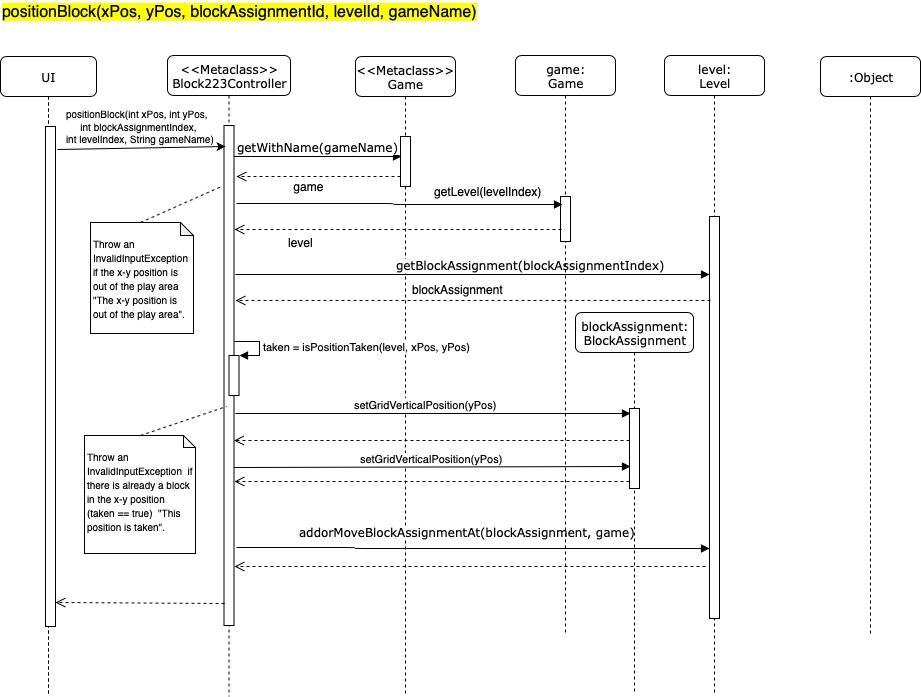 positionBlock(xPos, yPos, blockAssignmentId, levelId, gameName)
UI
<<Metaclass>>
Block223Controller
<<Metaclass>>
Game
game:
Game
level:
Level
:Object
positionBlock(int xPos, int yPos,
int blockAssignmentIndex,
int levelIndex, String gameName)
getWithName(gameName)
game
getLevel(levelIndex)
level
Throw an
InvalidInputException
if the x-y position is
out of the play area
"The x-y position is
out of the play area".
getBlockAssignment(blockAssignmentIndex)
blockAssignment
blockAssignment:
BlockAssignment
taken = isPositionTaken(level, xPos, yPos)
setGridVerticalPosition(yPos)
setGridVerticalPosition(yPos)
Throw an
InvalidInputException if
there is already a block
in the x-y position
(taken == true) "This
position is taken".
addorMoveBlockAssignmentAt(blockAssignment, game)